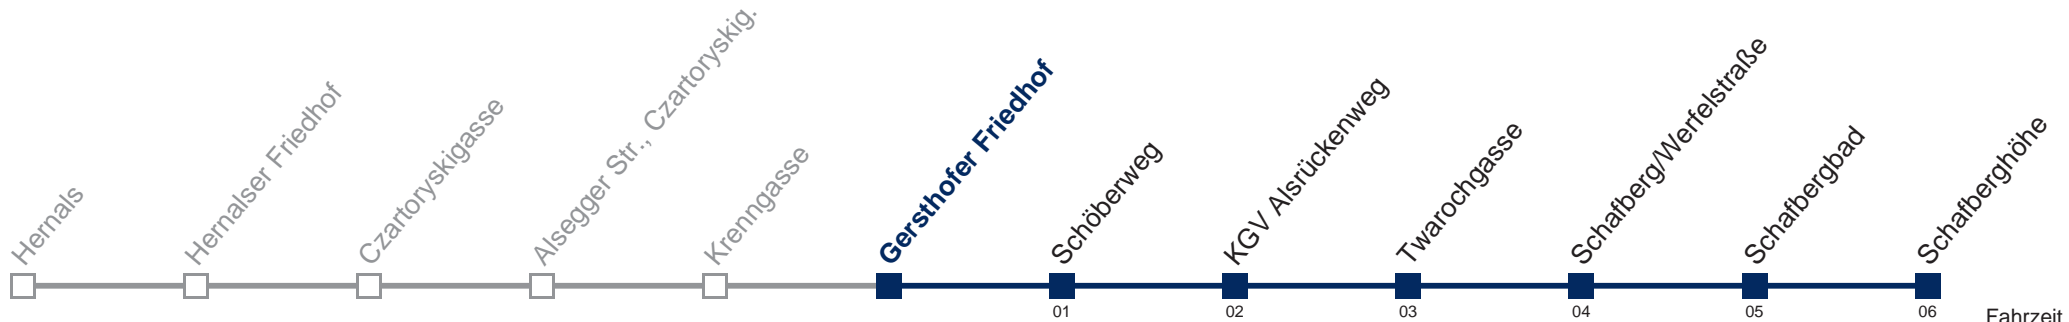 Hernals
Hernalser Friedhof
Czartoryskigasse
Alsegger Str., Czartoryskig.
Krenngasse
Gersthofer Friedhof
Schöberweg
KGV Alsrückenweg
Twarochgasse
Schafberg/Werfelstraße
Schafbergbad
Schafberghöhe
01
02
03
04
05
06
Fahrzeit